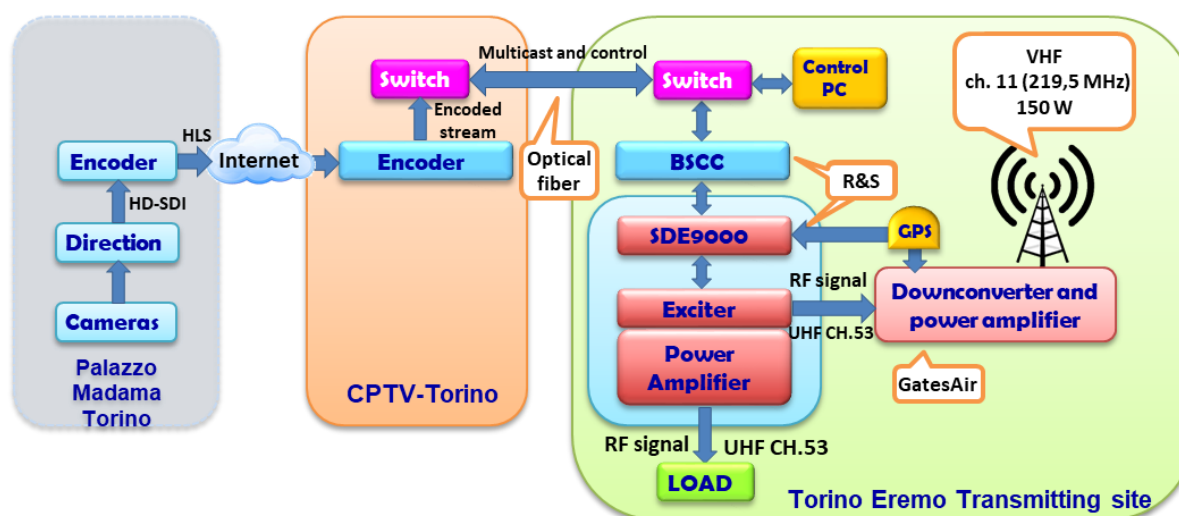 Cameras
Direction
HD-SDI
Encoder
HLS
Internet
Palazzo
Madama
Torino
Encoder
Encoded
stream
Switch
CPTV-Torino
Multicast and control
Optical
fiber
Switch
Control
PC
BSCC
R&S
SDE9000
GPS
Exciter
Power
Amplifier
RF signal
UHF CH.53
Downconverter and
power amplifier
GatesAir
VHF
ch. 11 (219,5 MHz)
150 W
RF signal
UHF CH.53
LOAD
Torino Eremo Transmitting site